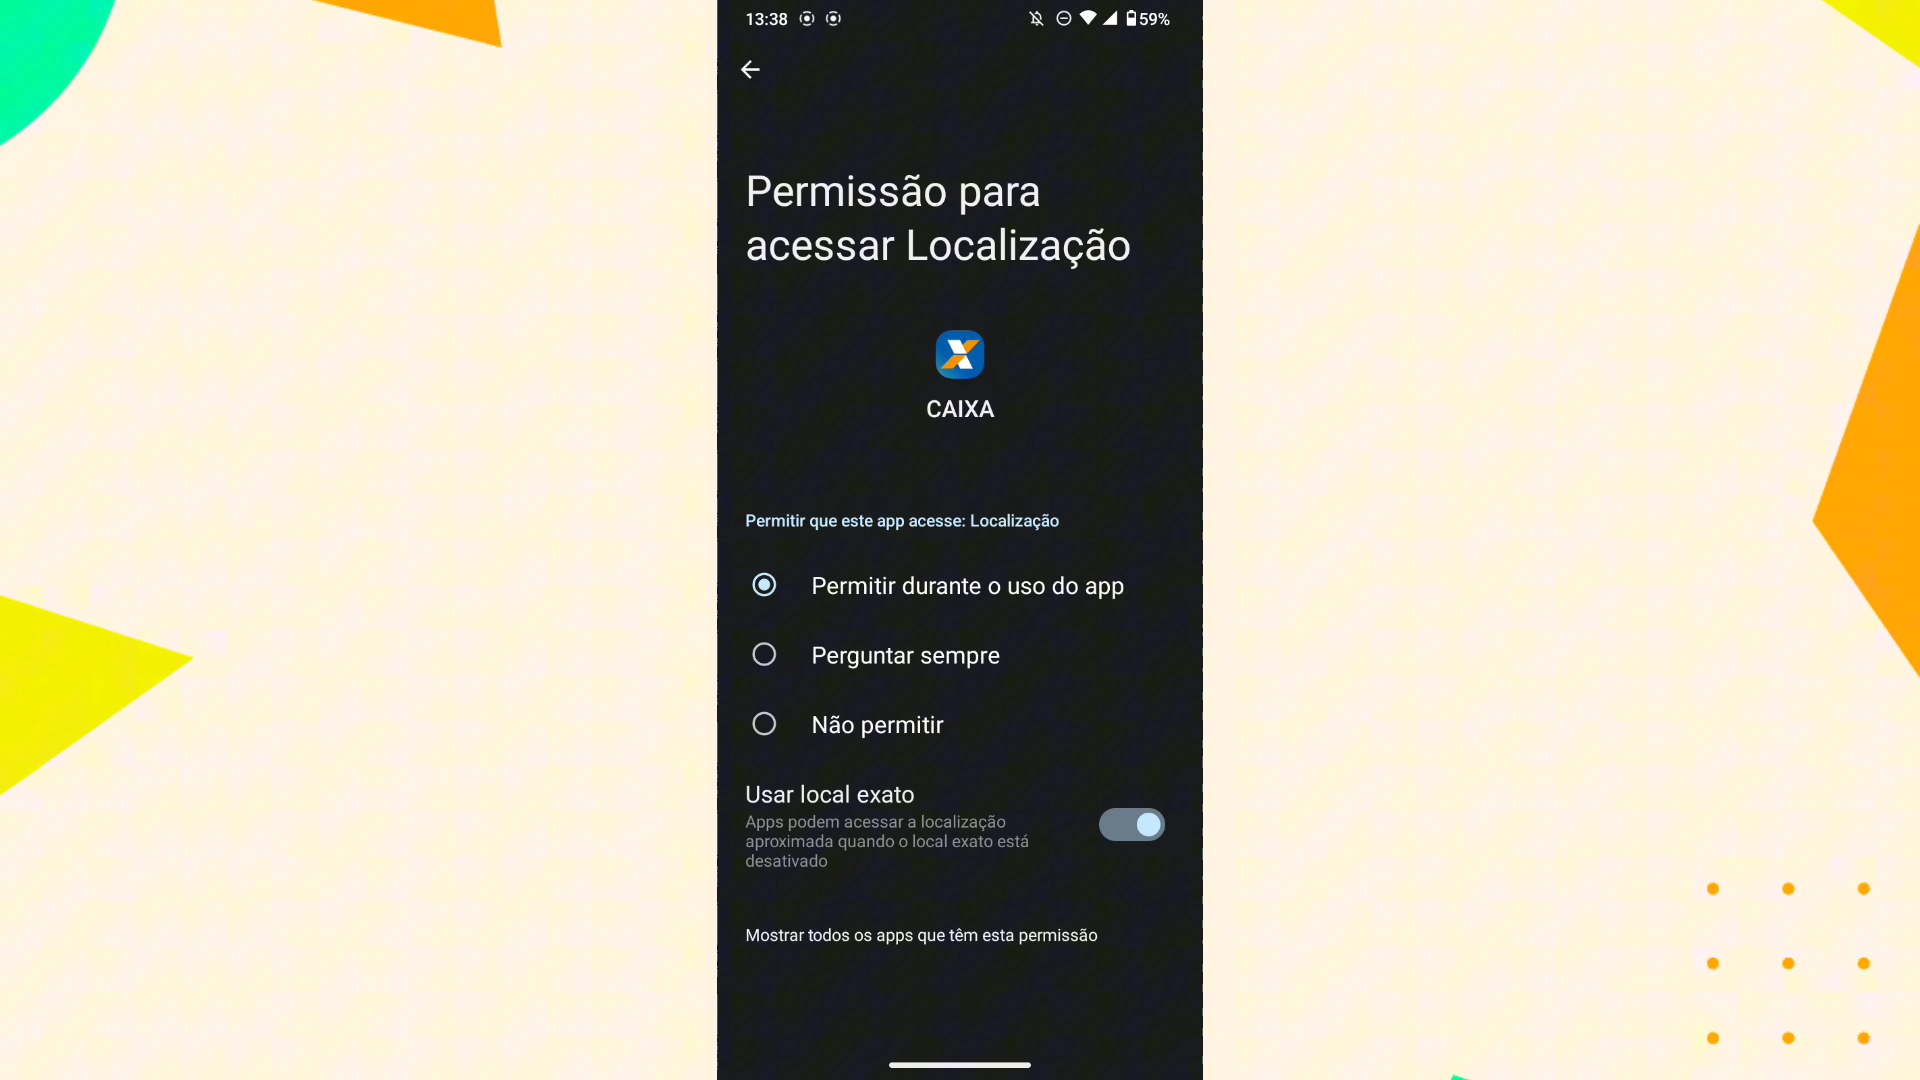 13:38
59%
Permissão para
acessar Localização
CAIXA
Permitir que este app acesse: Localização
Permitir durante o uso do app
Perguntar sempre
Não permitir
Usar local exato
Apps podem acessar a localização
aproximada quando o local exato está
desativado
Mostrar todos os apps que têm esta permissão